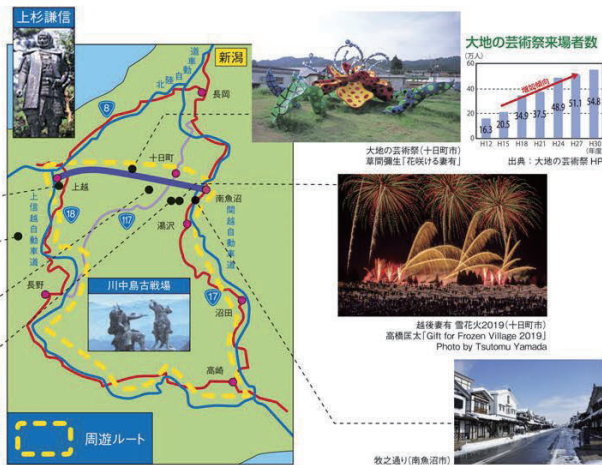 上杉謙信
新潟
北陸自動車道
8
長岡
十日町
上越
南魚沼
上信越自動車道
18
117
湯沢
関越自動車道
川中島古戦場
長野
17
沼田
高崎
周遊ルート
大地の芸術祭(十日町市)
草間彌生「花咲ける妻有」
大地の芸術祭来場者数
(万人)
60
40
20
0
増加傾向
16.3 20.5 34.9 37.5 48.9 51.1 54.8
H12 H15 H18 H21 H24 H27 H30
(年度)
出典：大地の芸術祭 HP
越後妻有 雪花火2019(十日町市)
高橋匡太「Gift for Frozen Village 2019」
Photo by Tsutomu Yamada
牧之通り(南魚沼市)